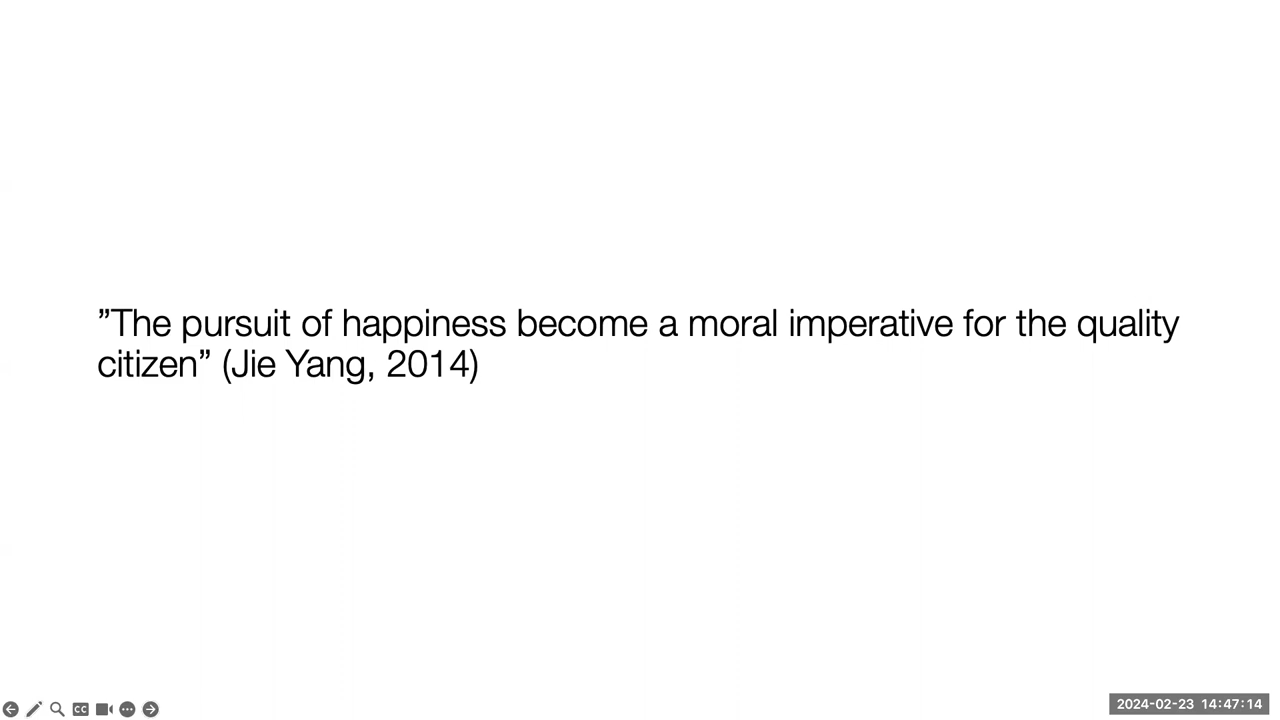 ”The pursuit of happiness become a moral imperative for the quality
citizen” (Jie Yang, 2014)
CC
2024-02-23 14:47:14